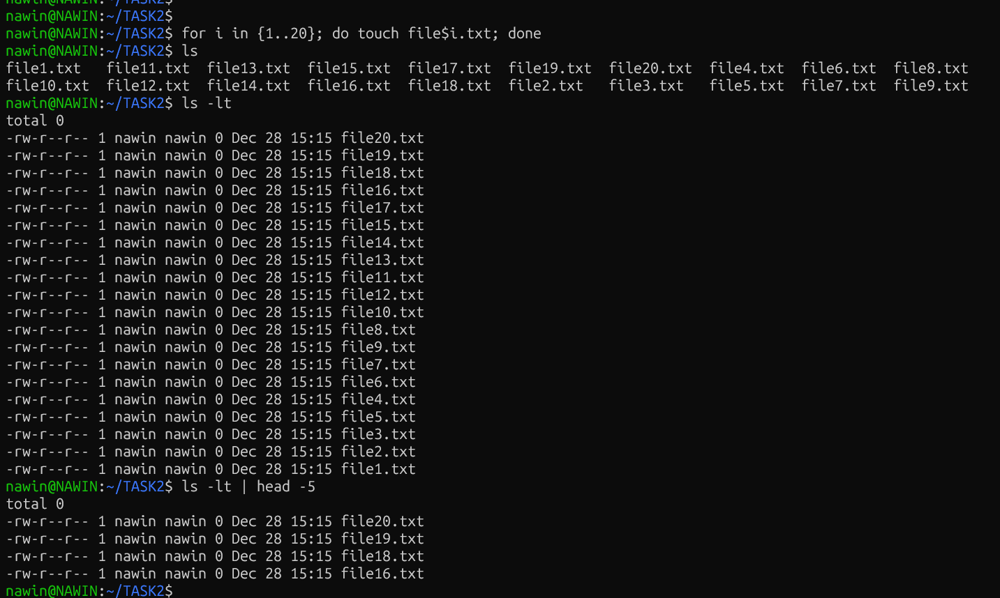 nawin@NAWIN:~/TASK2$
nawin@NAWIN:~/TASK2$
nawin@NAWIN:~/TASK2$ for i in {1..20}; do touch file$i.txt; done
nawin@NAWIN:~/TASK2$ ls
file1.txt   file11.txt  file13.txt  file15.txt  file17.txt  file19.txt  file20.txt  file4.txt  file6.txt  file8.txt
file10.txt  file12.txt  file14.txt  file16.txt  file18.txt  file2.txt   file3.txt   file5.txt  file7.txt  file9.txt
nawin@NAWIN:~/TASK2$ ls -lt
total 0
-rw-r--r-- 1 nawin nawin 0 Dec 28 15:15 file20.txt
-rw-r--r-- 1 nawin nawin 0 Dec 28 15:15 file19.txt
-rw-r--r-- 1 nawin nawin 0 Dec 28 15:15 file18.txt
-rw-r--r-- 1 nawin nawin 0 Dec 28 15:15 file16.txt
-rw-r--r-- 1 nawin nawin 0 Dec 28 15:15 file17.txt
-rw-r--r-- 1 nawin nawin 0 Dec 28 15:15 file15.txt
-rw-r--r-- 1 nawin nawin 0 Dec 28 15:15 file14.txt
-rw-r--r-- 1 nawin nawin 0 Dec 28 15:15 file13.txt
-rw-r--r-- 1 nawin nawin 0 Dec 28 15:15 file11.txt
-rw-r--r-- 1 nawin nawin 0 Dec 28 15:15 file12.txt
-rw-r--r-- 1 nawin nawin 0 Dec 28 15:15 file10.txt
-rw-r--r-- 1 nawin nawin 0 Dec 28 15:15 file8.txt
-rw-r--r-- 1 nawin nawin 0 Dec 28 15:15 file9.txt
-rw-r--r-- 1 nawin nawin 0 Dec 28 15:15 file7.txt
-rw-r--r-- 1 nawin nawin 0 Dec 28 15:15 file6.txt
-rw-r--r-- 1 nawin nawin 0 Dec 28 15:15 file4.txt
-rw-r--r-- 1 nawin nawin 0 Dec 28 15:15 file5.txt
-rw-r--r-- 1 nawin nawin 0 Dec 28 15:15 file3.txt
-rw-r--r-- 1 nawin nawin 0 Dec 28 15:15 file2.txt
-rw-r--r-- 1 nawin nawin 0 Dec 28 15:15 file1.txt
nawin@NAWIN:~/TASK2$ ls -lt | head -5
total 0
-rw-r--r-- 1 nawin nawin 0 Dec 28 15:15 file20.txt
-rw-r--r-- 1 nawin nawin 0 Dec 28 15:15 file19.txt
-rw-r--r-- 1 nawin nawin 0 Dec 28 15:15 file18.txt
-rw-r--r-- 1 nawin nawin 0 Dec 28 15:15 file16.txt
nawin@NAWIN:~/TASK2$